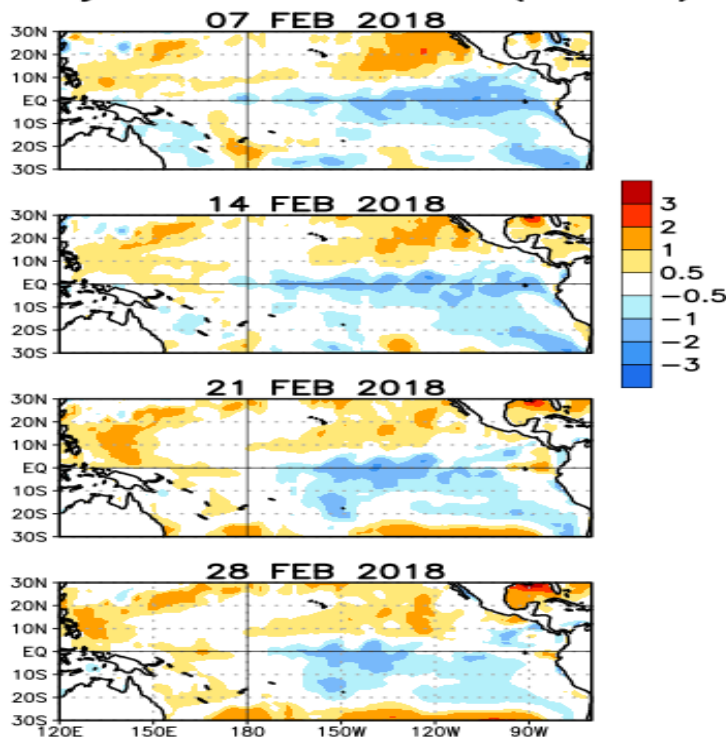 07 FEB 2018
30N
20N
10N
EQ
10S
20S
30S
14 FEB 2018
30N
20N
10N
EQ
10S
20S
30S
3
2
1
0.5
-0.5
-1
-2
-3
21 FEB 2018
30N
20N
10N
EQ
10S
20S
30S
28 FEB 2018
30N
20N
10N
EQ
10S
20S
30S
120E 150E 180 150W 120W 90W